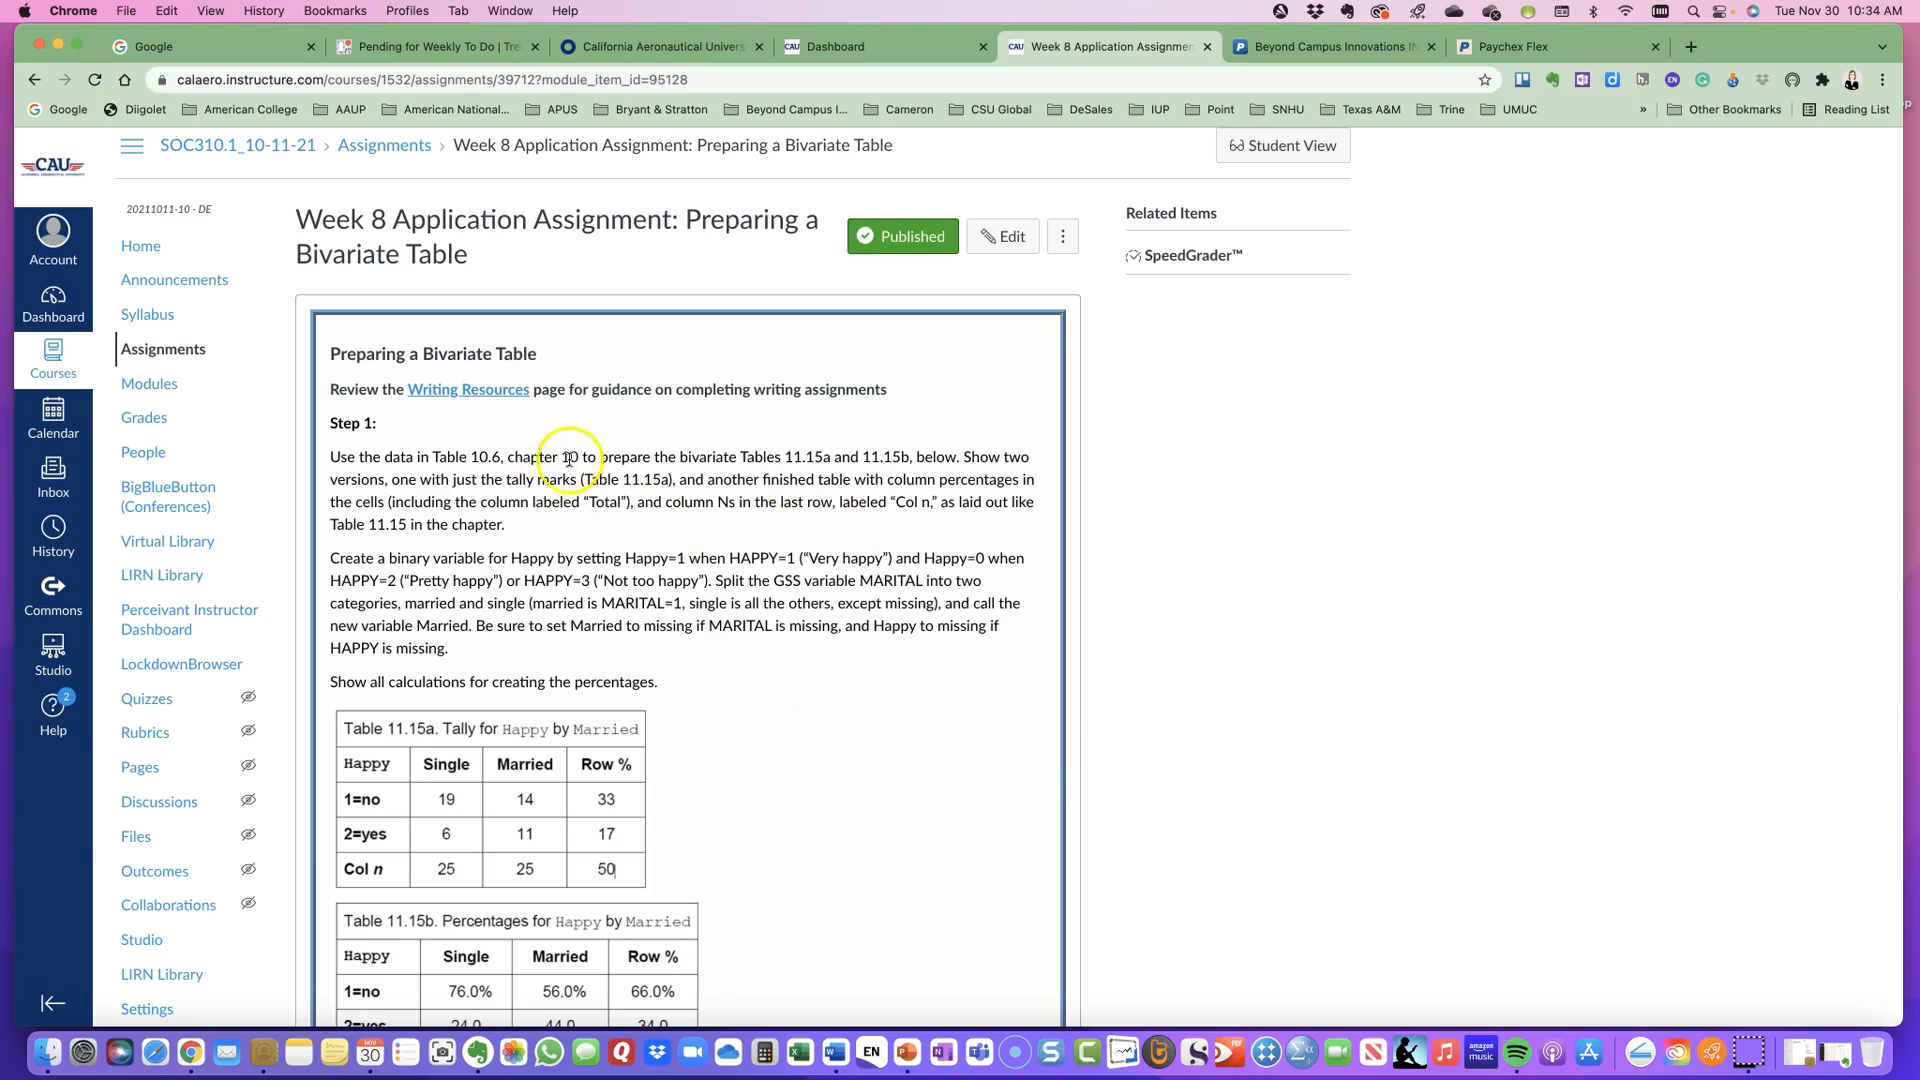 Chrome File Edit View History Bookmarks Profiles Tab Window Help Tue Nov 30 10:34 AM
Google Pending for Weekly To Do | Tre California Aeronautical Univers Dashboard Week 8 Application Assignmen Beyond Campus Innovations IN Paychex Flex
calaero.instructure.com/courses/1532/assignments/39712?module_item_id=95128
Google Diigolet American College AAUP American National... APUS Bryant & Stratton Beyond Campus I... Cameron CSU Global DeSales IUP Point SNHU Texas A&M Trine UMUC » Other Bookmarks Reading List
CAU
SOC310.1_10-11-21 › Assignments › Week 8 Application Assignment: Preparing a Bivariate Table
Student View
Account
Dashboard
Courses
Calendar
Inbox
History
Commons
Studio
2
Help
20211011-10 - DE
Home
Announcements
Syllabus
Assignments
Modules
Grades
People
BigBlueButton
(Conferences)
Virtual Library
LIRN Library
Perceivant Instructor
Dashboard
LockdownBrowser
Quizzes
Rubrics
Pages
Discussions
Files
Outcomes
Collaborations
Studio
LIRN Library
Settings
Week 8 Application Assignment: Preparing a
Bivariate Table
Published
Edit
Related Items
SpeedGrader™
Preparing a Bivariate Table
Review the Writing Resources page for guidance on completing writing assignments
Step 1:
Use the data in Table 10.6, chapter 10 to prepare the bivariate Tables 11.15a and 11.15b, below. Show two
versions, one with just the tally marks (Table 11.15a), and another finished table with column percentages in
the cells (including the column labeled “Total”), and column Ns in the last row, labeled “Col n,” as laid out like
Table 11.15 in the chapter.
Create a binary variable for Happy by setting Happy=1 when HAPPY=1 (“Very happy”) and Happy=0 when
HAPPY=2 (“Pretty happy”) or HAPPY=3 (“Not too happy”). Split the GSS variable MARITAL into two
categories, married and single (married is MARITAL=1, single is all the others, except missing), and call the
new variable Married. Be sure to set Married to missing if MARITAL is missing, and Happy to missing if
HAPPY is missing.
Show all calculations for creating the percentages.
Table 11.15a. Tally for Happy by Married
Happy Single Married Row %
1=no 19 14 33
2=yes 6 11 17
Col n 25 25 50
Table 11.15b. Percentages for Happy by Married
Happy Single Married Row %
1=no 76.0% 56.0% 66.0%
2=yes 24.0 44.0 34.0
NOV
30
EN
amazon
music